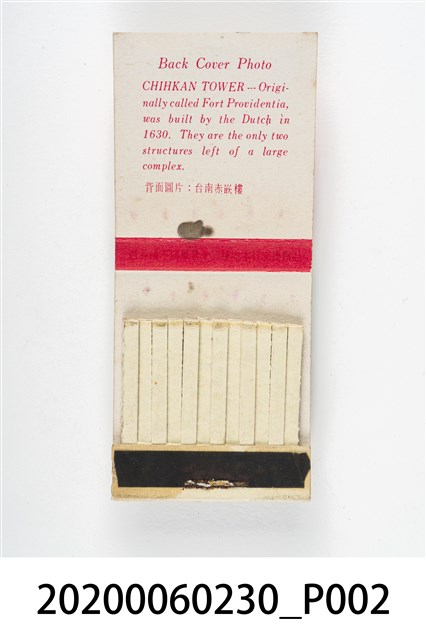 Back Cover Photo
CHIHKAN TOWER -- Origi-
nally called Fort Providentia,
was built by the Dutch in
1630. They are the only two
structures left of a large
complex.
背面圖片：台南赤嵌樓
20200060230_P002